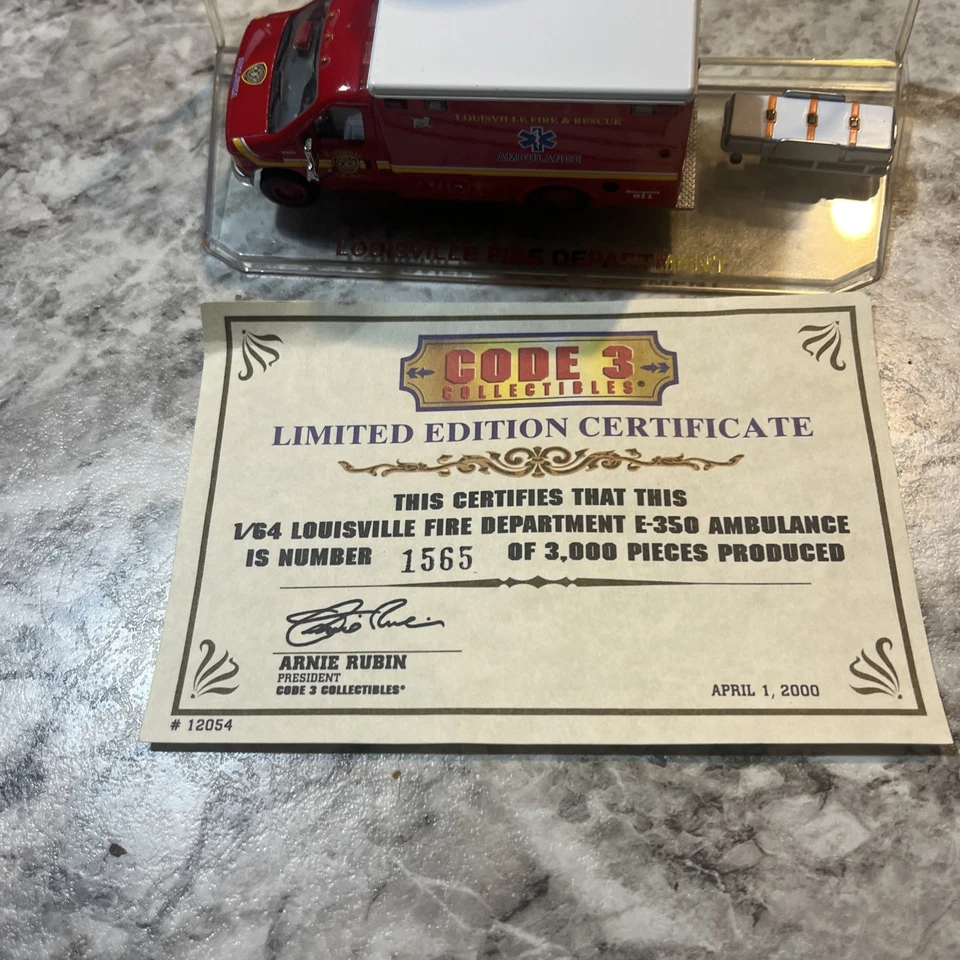 LOUISVILLE FIRE & RESCUE
AMBULANCE
911
LOUISVILLE FIRE DEPARTMENT
CODE 3
COLLECTIBLES®
LIMITED EDITION CERTIFICATE
THIS CERTIFIES THAT THIS
1/64 LOUISVILLE FIRE DEPARTMENT E-350 AMBULANCE
IS NUMBER 1565 OF 3,000 PIECES PRODUCED
ARNIE RUBIN
PRESIDENT
CODE 3 COLLECTIBLES®
APRIL 1, 2000
# 12054